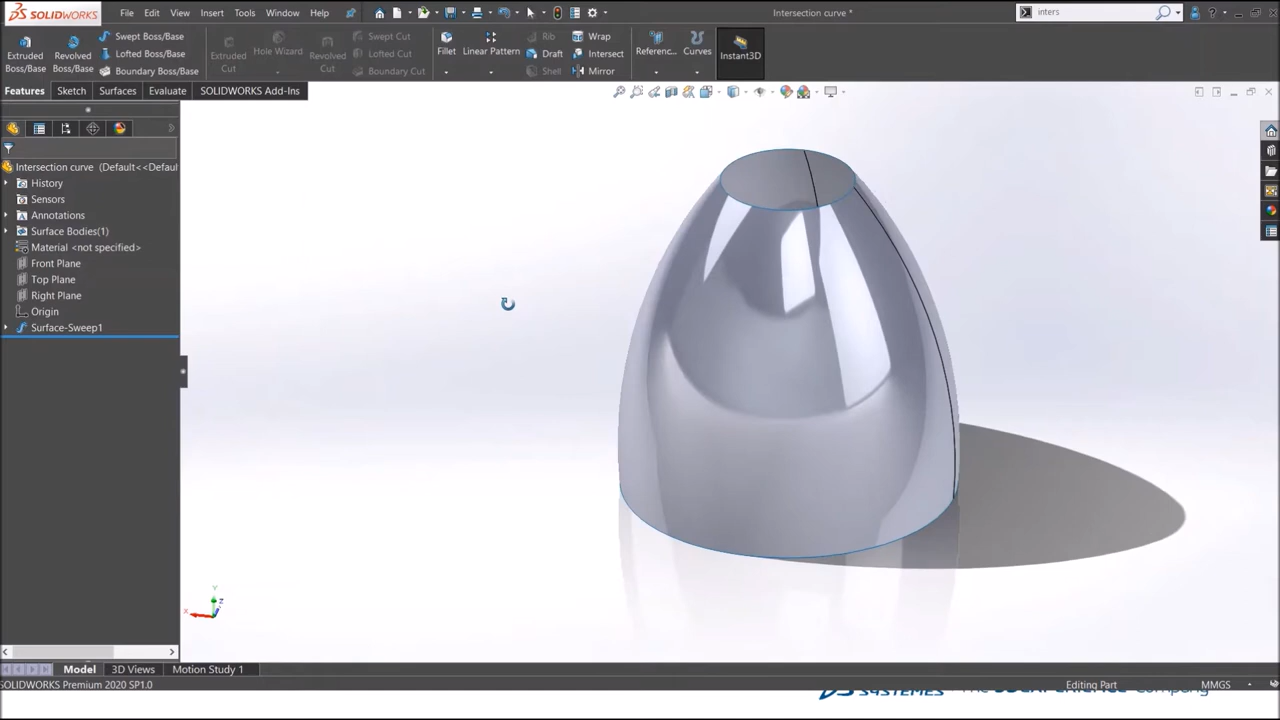 SOLIDWORKS File Edit View Insert Tools Window Help Intersection curve * inters
Extruded Boss/Base
Revolved Boss/Base
Swept Boss/Base
Lofted Boss/Base
Boundary Boss/Base
Extruded Cut
Hole Wizard
Revolved Cut
Swept Cut
Lofted Cut
Boundary Cut
Fillet
Linear Pattern
Rib
Draft
Shell
Wrap
Intersect
Mirror
Referenc...
Curves
Instant3D
Features Sketch Surfaces Evaluate SOLIDWORKS Add-Ins
Intersection curve (Default<<Defaul
History
Sensors
Annotations
Surface Bodies(1)
Material <not specified>
Front Plane
Top Plane
Right Plane
Origin
Surface-Sweep1
Y
Z
X
Model 3D Views Motion Study 1
SOLIDWORKS Premium 2020 SP1.0 Editing Part MMGS